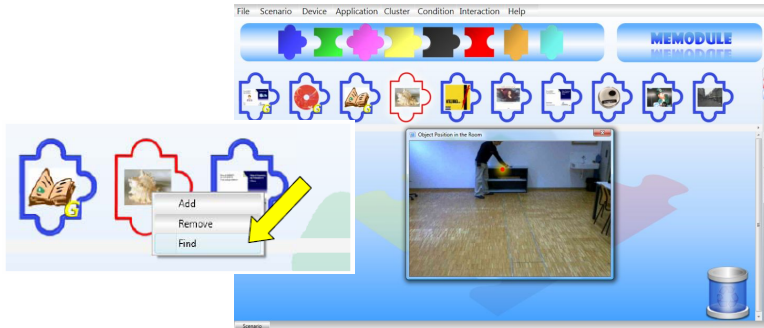 File Scenario Device Application Cluster Condition Interaction Help
MEMODULE
G G
Object Position in the Room
G
Add
Remove
Find
Scenario